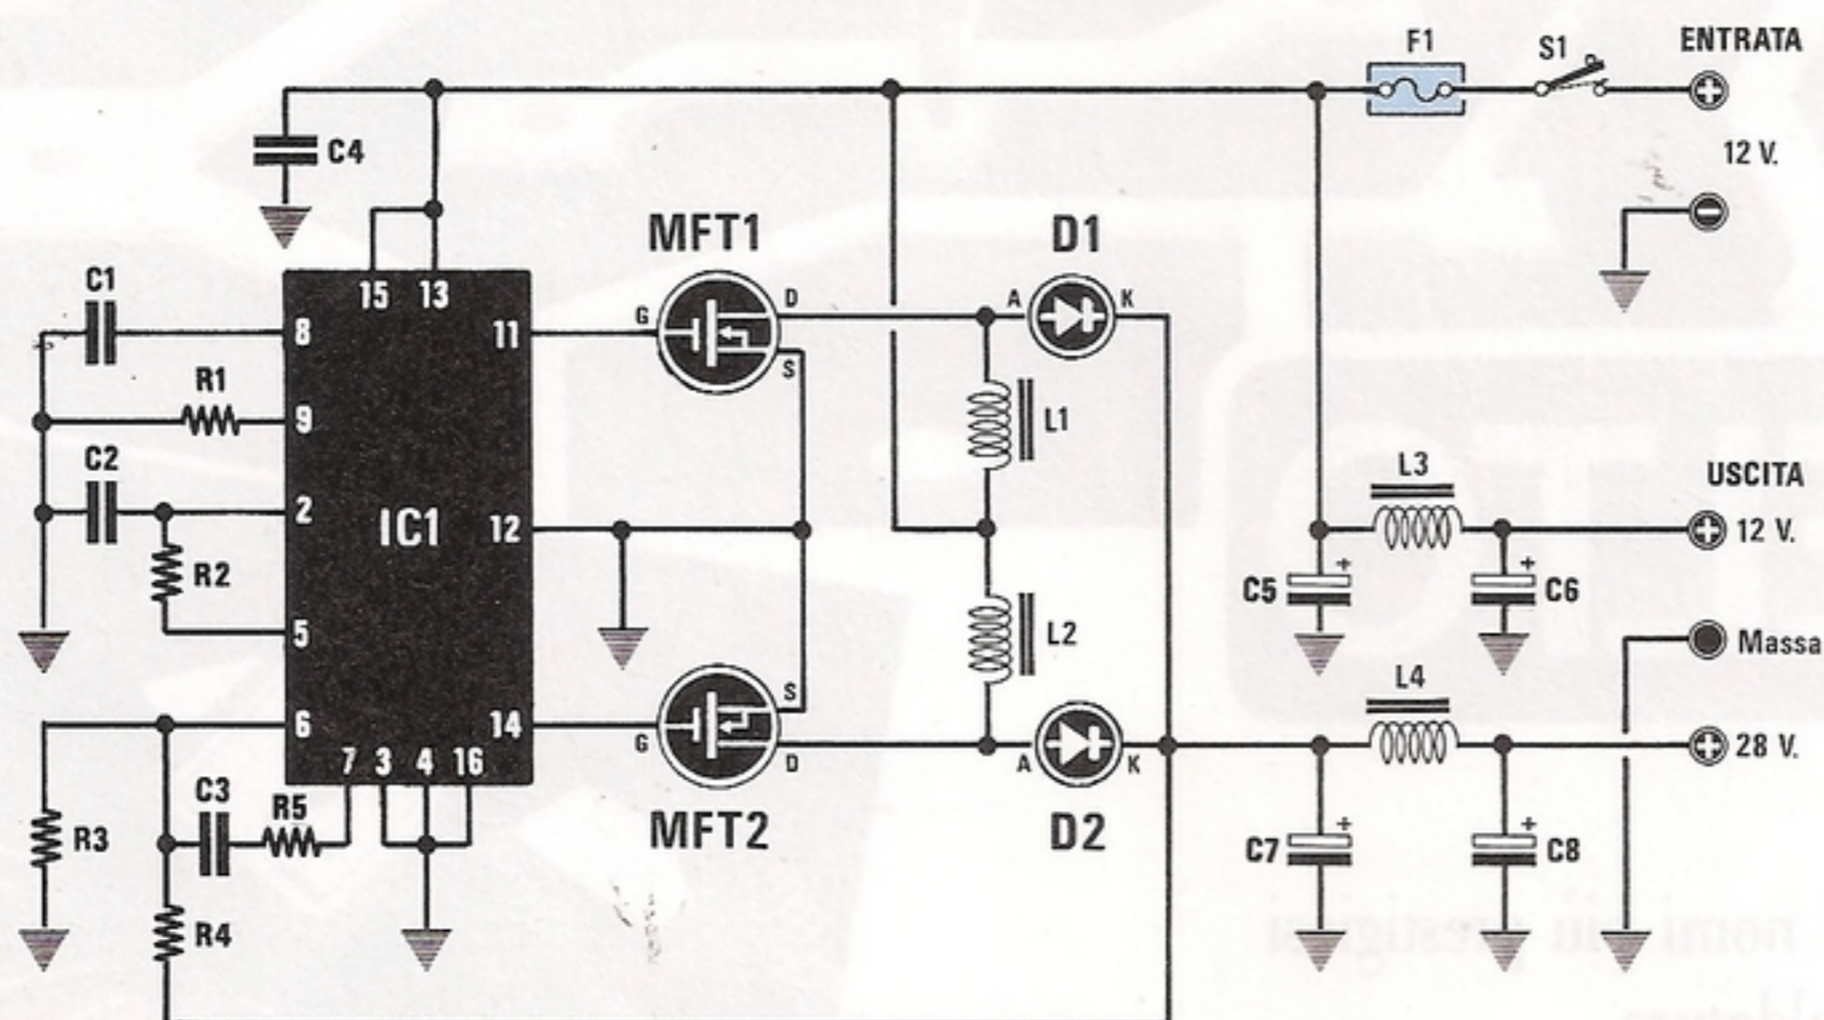 F1
S1
ENTRATA
12 V.
C4
MFT1
D1
C1
15 13
8
11
G
D
S
A
K
R1
9
L1
C2
2
IC1
12
L3
USCITA
12 V.
R2
5
C5
+
+
C6
L2
Massa
L4
6
14
G
S
D
A
K
28 V.
7 3 4 16
C3
R5
R3
MFT2
D2
C7
+
+
C8
R4